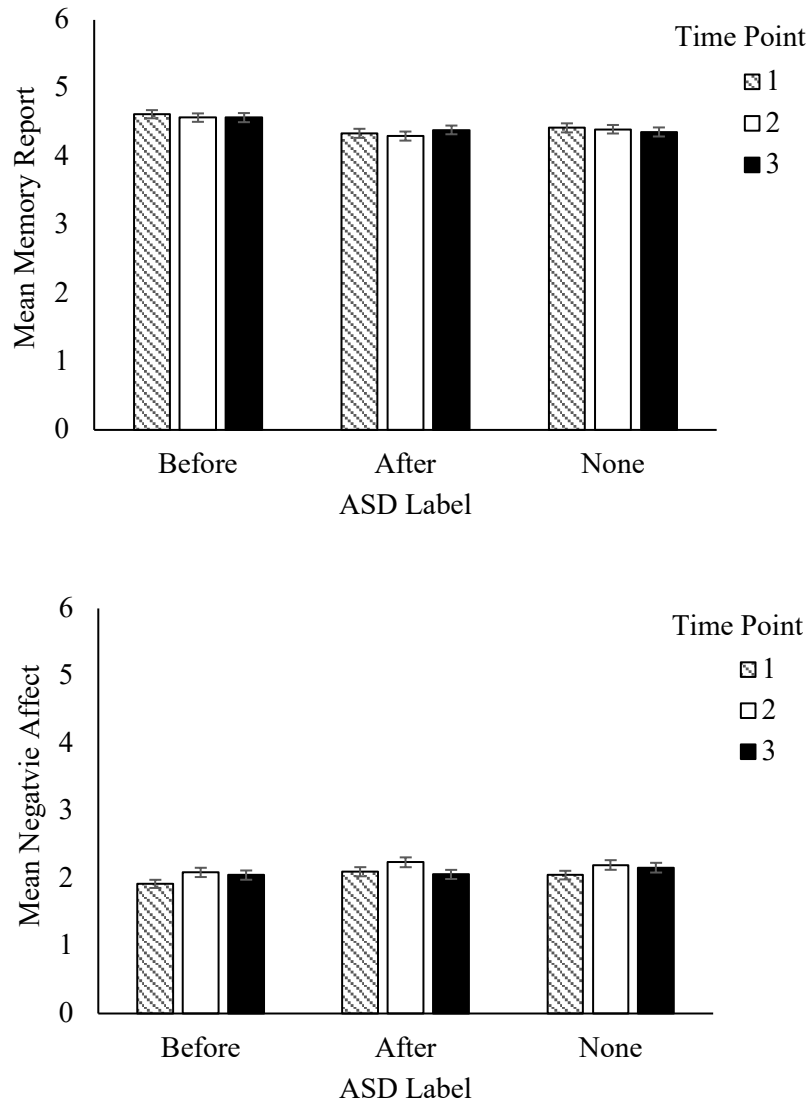 6
5
4
3
2
1
0
Mean Memory Report
Before After None
ASD Label
Time Point
1
2
3
6
5
4
3
2
1
0
Mean Negatvie Affect
Before After None
ASD Label
Time Point
1
2
3